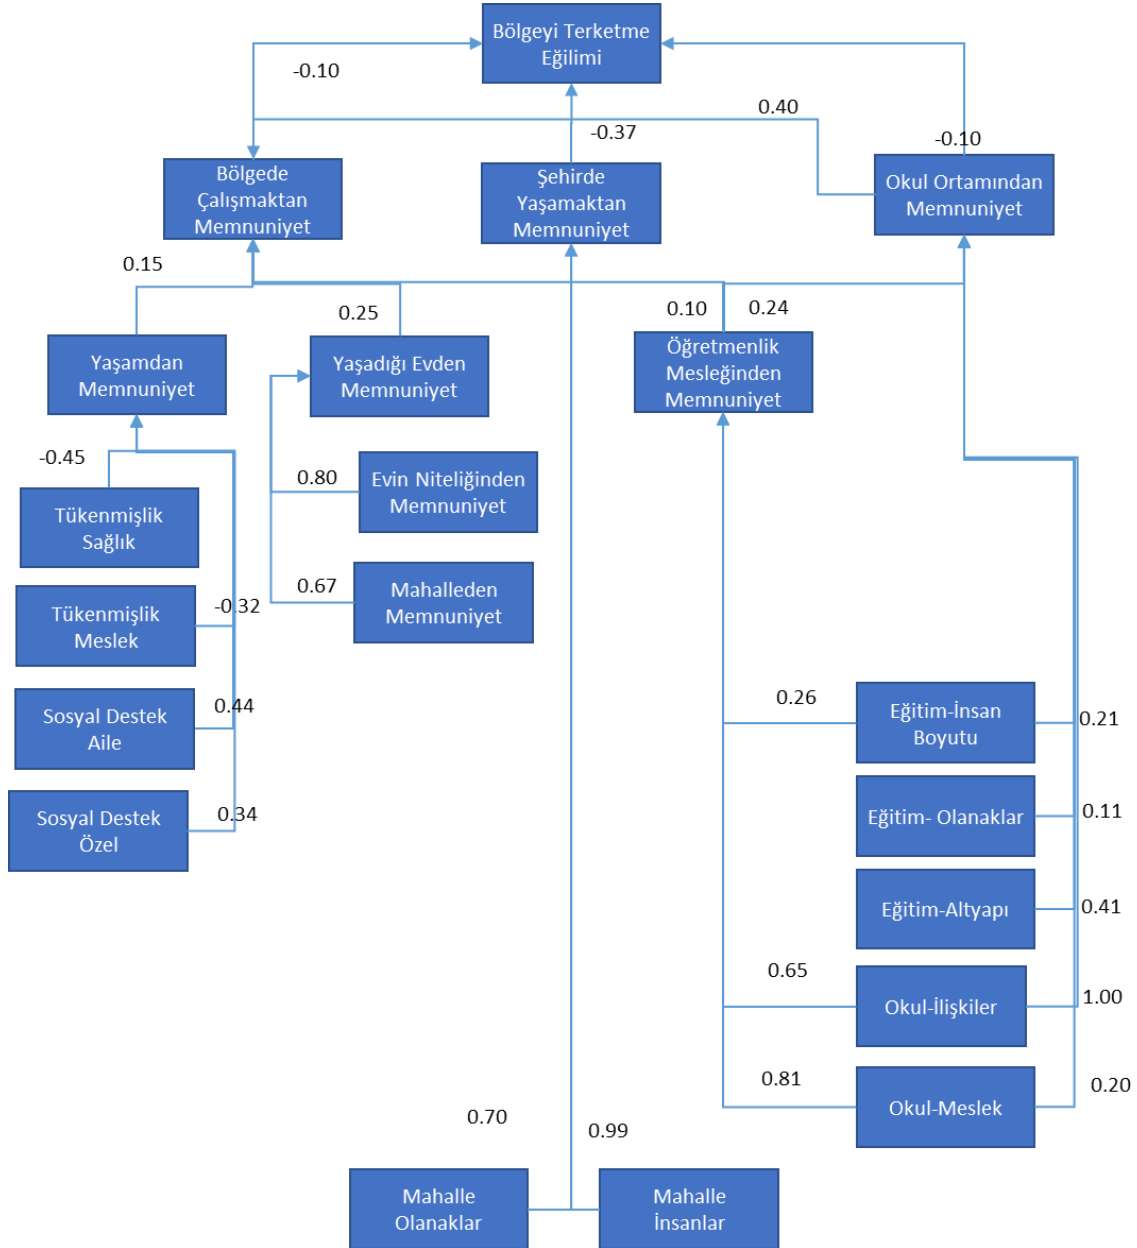 Bölgeyi Terketme
Eğilimi
-0.10
0.40
-0.37
-0.10
Bölgede
Çalışmaktan
Memnuniyet
Şehirde
Yaşamaktan
Memnuniyet
Okul Ortamından
Memnuniyet
0.15
0.25
0.10
0.24
Yaşamdan
Memnuniyet
Yaşadığı Evden
Memnuniyet
Öğretmenlik
Mesleğinden
Memnuniyet
-0.45
0.80
Evin Niteliğinden
Memnuniyet
Tükenmişlik
Sağlık
0.67
Mahalleden
Memnuniyet
Tükenmişlik
Meslek
-0.32
Sosyal Destek
Aile
0.44
Sosyal Destek
Özel
0.34
0.26
Eğitim-İnsan
Boyutu
0.21
Eğitim- Olanaklar
0.11
Eğitim-Altyapı
0.41
0.65
Okul-İlişkiler
1.00
0.81
Okul-Meslek
0.20
0.70
0.99
Mahalle
Olanaklar
Mahalle
İnsanlar